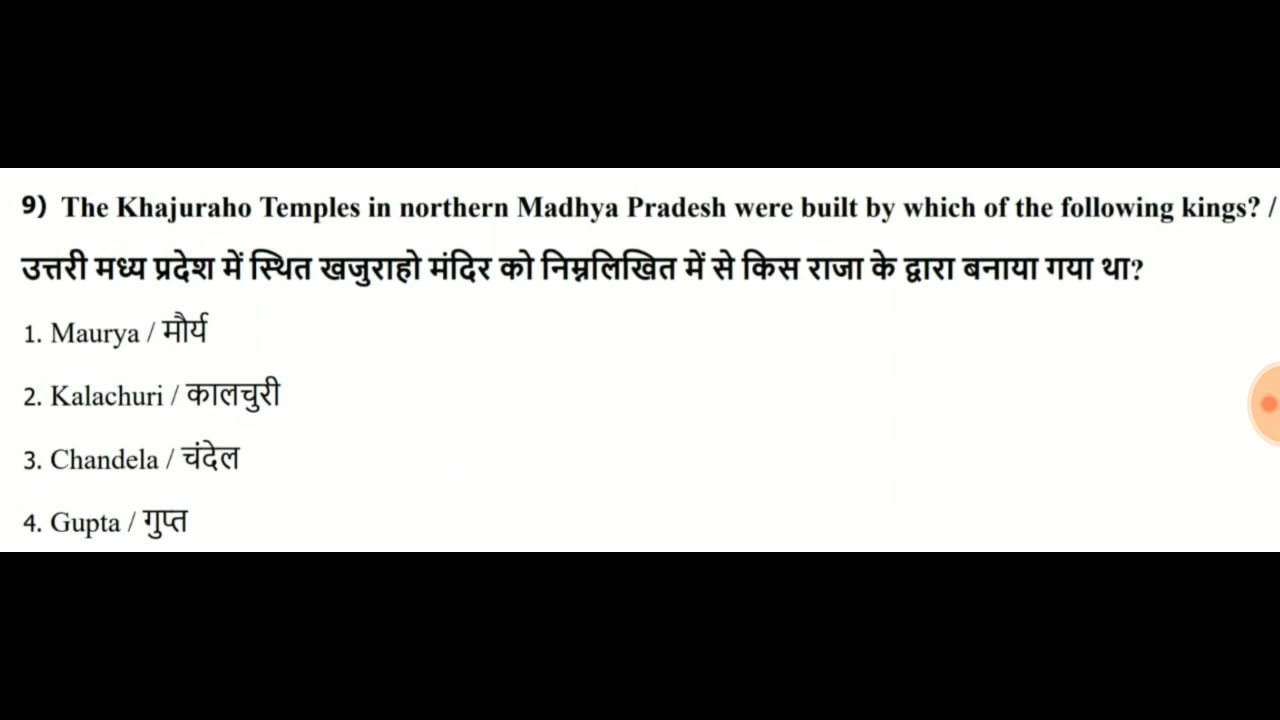 9) The Khajuraho Temples in northern Madhya Pradesh were built by which of the following kings? /
उत्तरी मध्य प्रदेश में स्थित खजुराहो मंदिर को निम्नलिखित में से किस राजा के द्वारा बनाया गया था?
1. Maurya / मौर्य
2. Kalachuri / कालचुरी
3. Chandela / चंदेल
4. Gupta / गुप्त